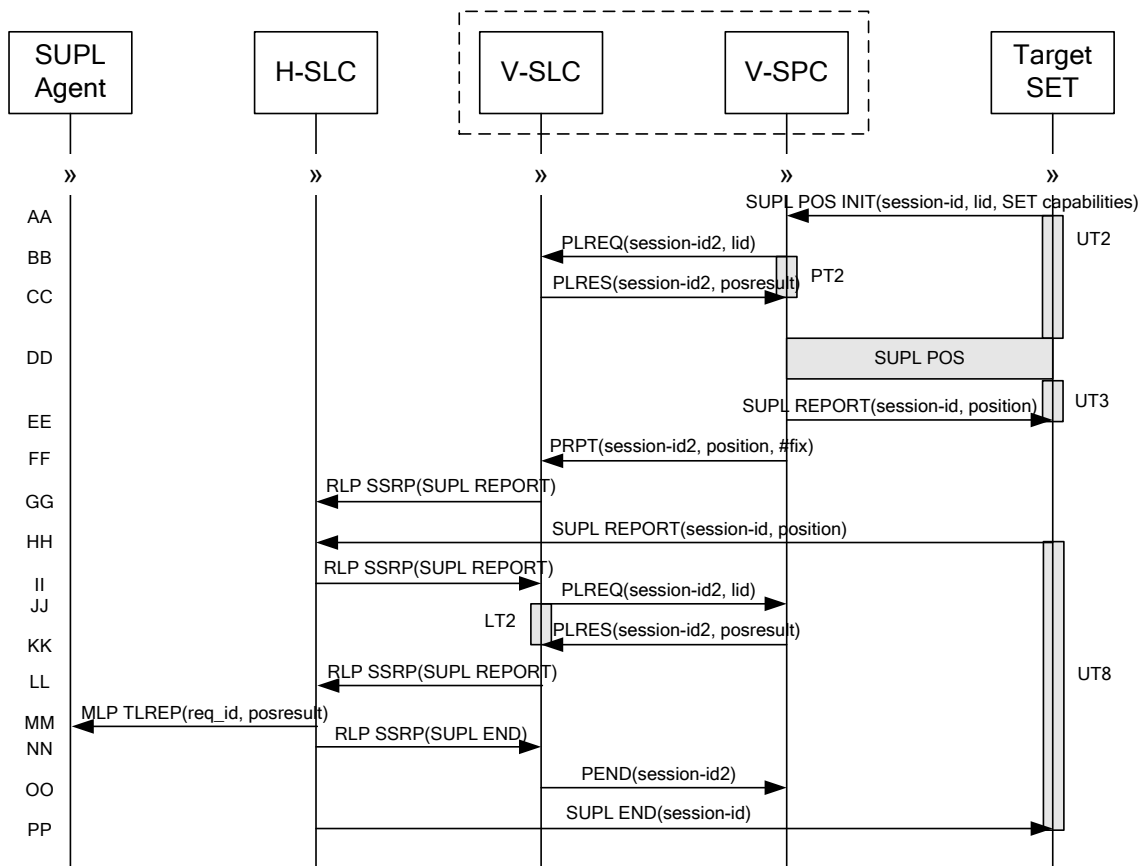 SUPL
Agent
H-SLC
V-SLC
V-SPC
Target
SET
» » » » »
AA
SUPL POS INIT(session-id, lid, SET capabilities)
UT2
BB
PLREQ(session-id2, lid)
PT2
CC
PLRES(session-id2, posresult)
DD
SUPL POS
UT3
EE
SUPL REPORT(session-id, position)
FF
PRPT(session-id2, position, #fix)
GG
RLP SSRP(SUPL REPORT)
HH
SUPL REPORT(session-id, position)
II
RLP SSRP(SUPL REPORT)
JJ
PLREQ(session-id2, lid)
LT2
KK
PLRES(session-id2, posresult)
LL
RLP SSRP(SUPL REPORT)
UT8
MM
MLP TLREP(req_id, posresult)
NN
RLP SSRP(SUPL END)
OO
PEND(session-id2)
PP
SUPL END(session-id)